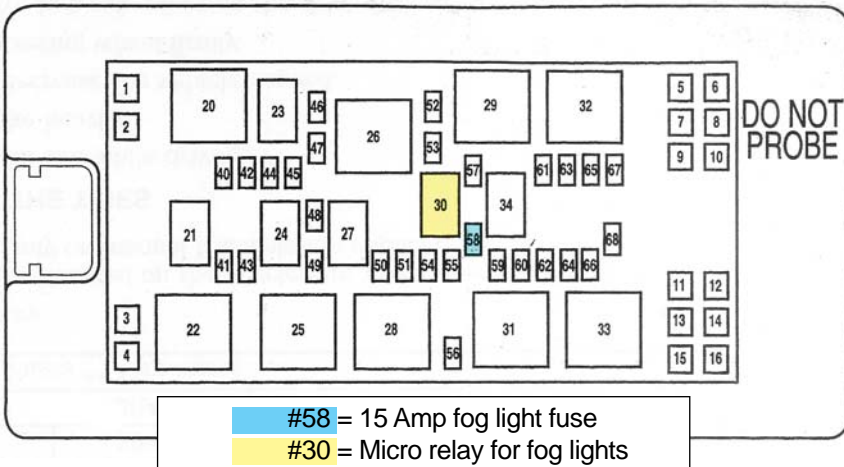 1 20 23 46 26 52 29 32 5 6
2 47 53 7 8
DO NOT
PROBE
40 42 44 45 57 61 63 65 67 9 10
21 24 48 27 30 58 34 68
41 43 49 50 51 54 55 59 60 62 64 66
3 22 25 28 56 31 33 11 12
4 13 14
15 16
#58 = 15 Amp fog light fuse
#30 = Micro relay for fog lights